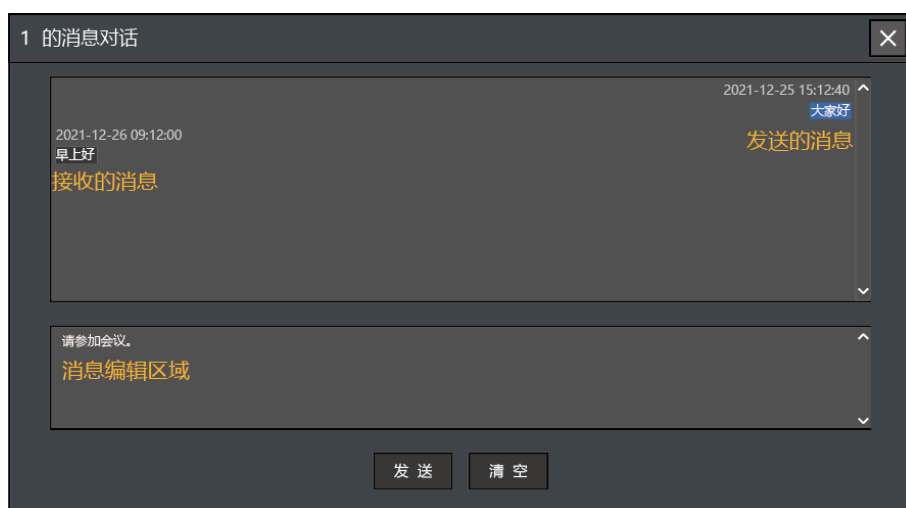 1 的消息对话
2021-12-25 15:12:40
大家好
发送的消息
2021-12-26 09:12:00
早上好
接收的消息
请参加会议。
消息编辑区域
发 送
清 空